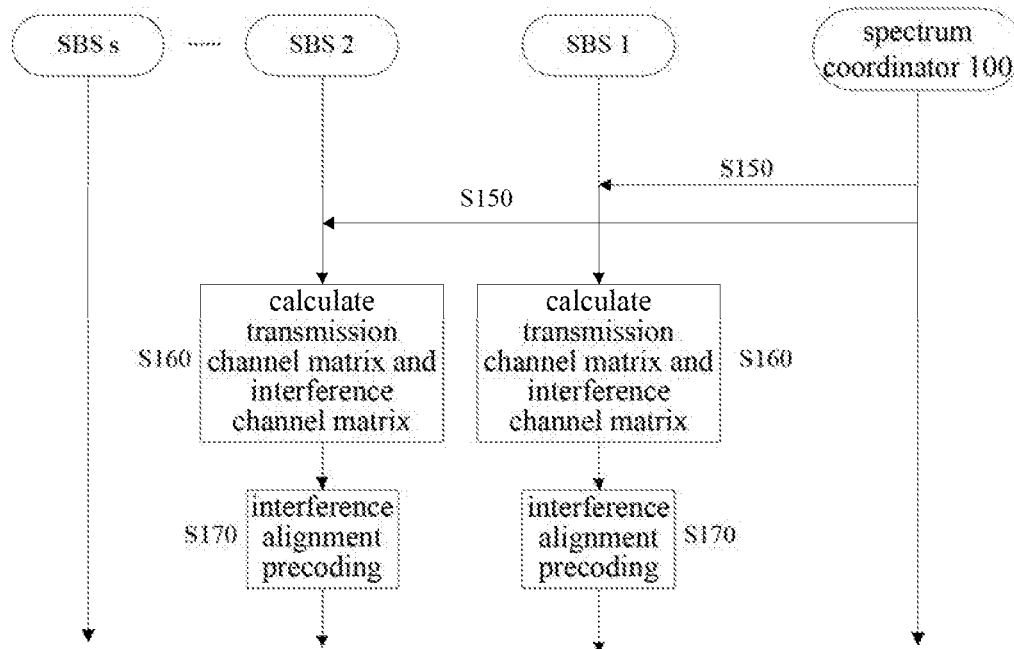 SBS s
SBS 2
SBS 1
spectrum
coordinator 100
S150
S150
calculate
transmission
channel matrix and
interference
channel matrix
S160
calculate
transmission
channel matrix and
interference
channel matrix
S160
interference
alignment
precoding
S170
interference
alignment
precoding
S170